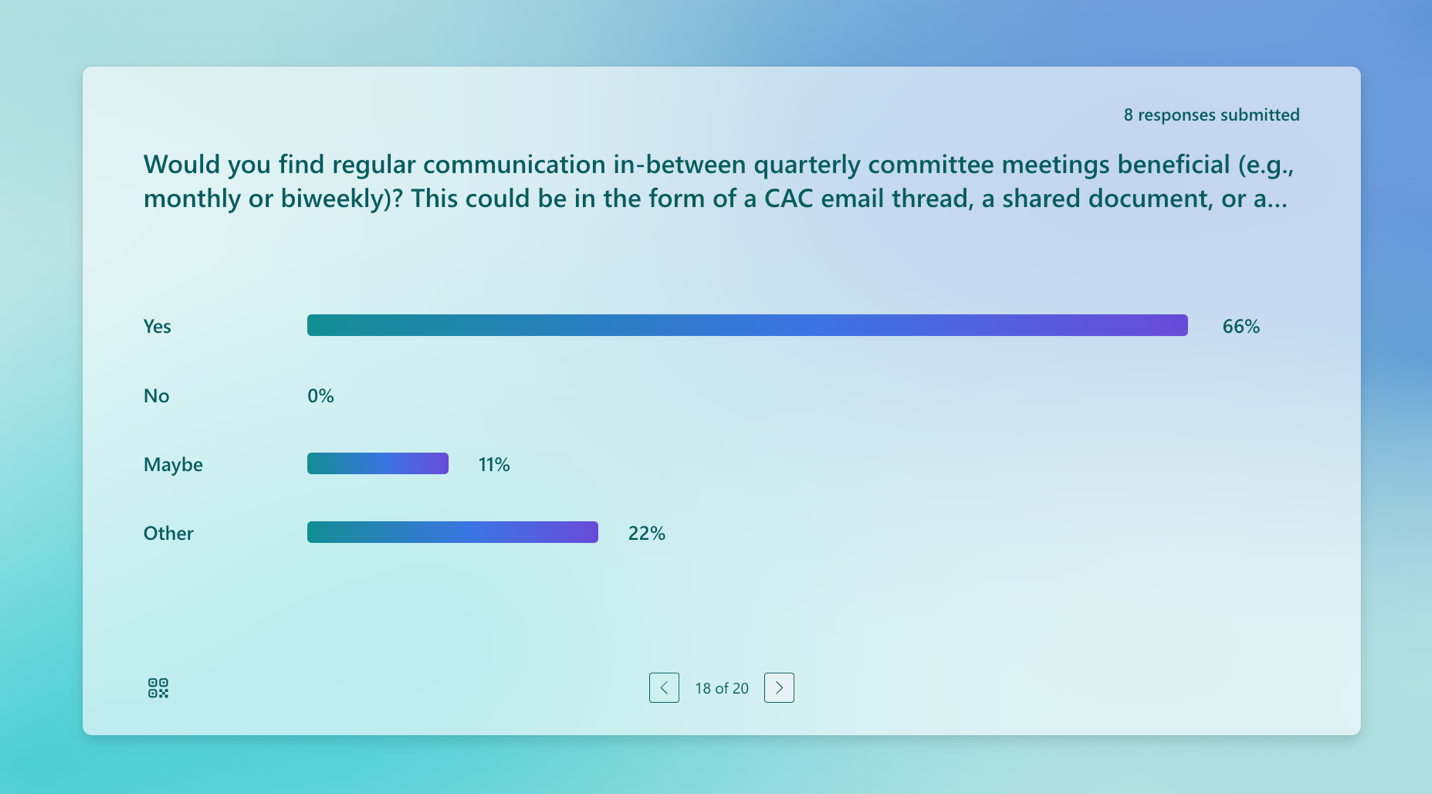 8 responses submitted
Would you find regular communication in-between quarterly committee meetings beneficial (e.g.,
monthly or biweekly)? This could be in the form of a CAC email thread, a shared document, or a...
Yes 66%
No 0%
Maybe 11%
Other 22%
18 of 20